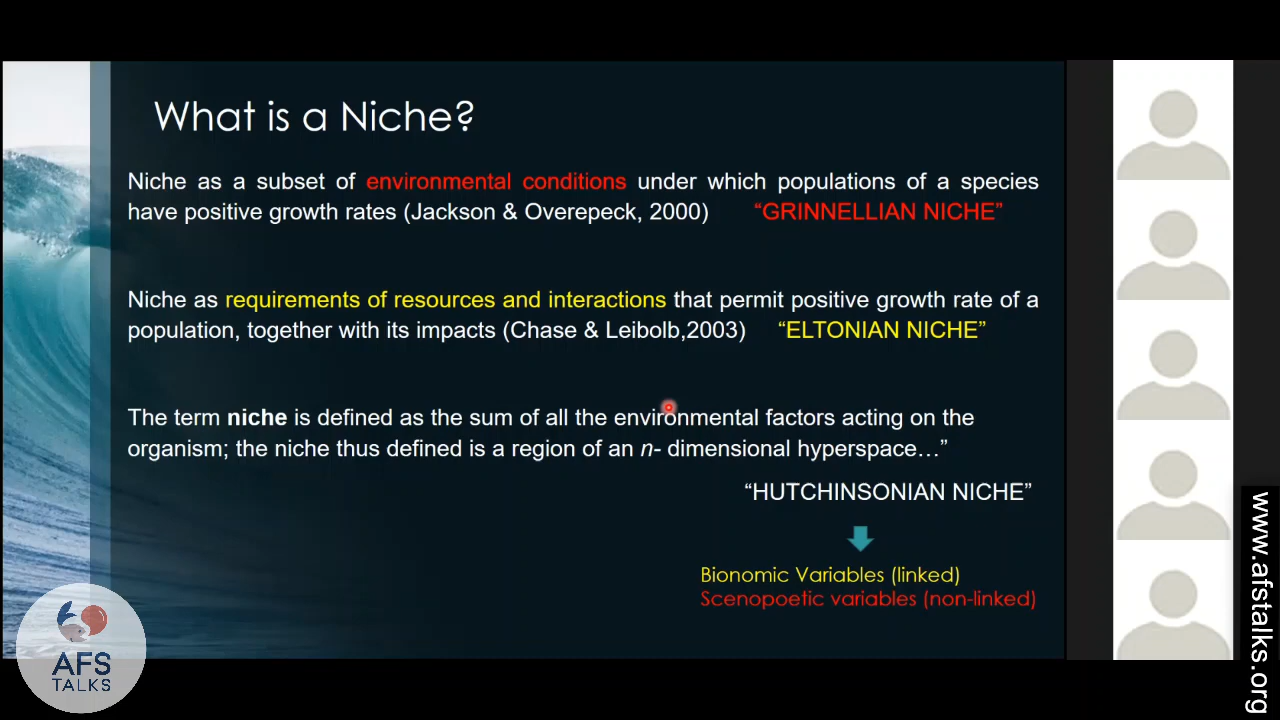 What is a Niche?
Niche as a subset of environmental conditions under which populations of a species
have positive growth rates (Jackson & Overepeck, 2000) “GRINNELLIAN NICHE”
Niche as requirements of resources and interactions that permit positive growth rate of a
population, together with its impacts (Chase & Leibolb,2003) “ELTONIAN NICHE”
The term niche is defined as the sum of all the environmental factors acting on the
organism; the niche thus defined is a region of an n- dimensional hyperspace…”
“HUTCHINSONIAN NICHE”
Bionomic Variables (linked)
Scenopoetic variables (non-linked)
AFS
TALKS
www.afstalks.org